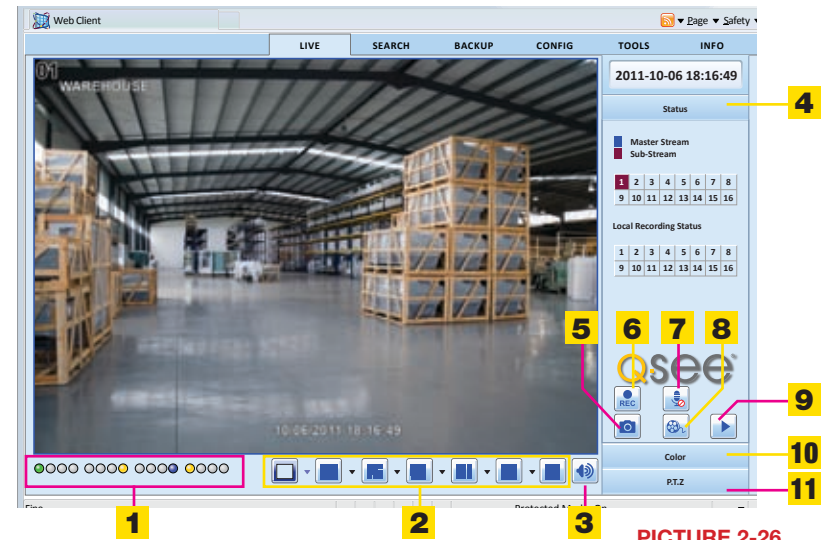 Web Client
Page Safety
LIVE SEARCH BACKUP CONFIG TOOLS INFO
01
WAREHOUSE
2011-10-06 18:16:49
Status
4
Master Stream
Sub-Stream
1 2 3 4 5 6 7 8
9 10 11 12 13 14 15 16
Local Recording Status
1 2 3 4 5 6 7 8
9 10 11 12 13 14 15 16
5 6 7 8
Q-see
REC
9
10-06-2011 18:16:49
Color
10
P.T.Z
11
1 2 3
PICTURE 2-26